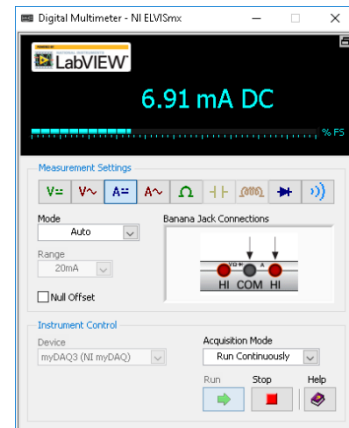 Digital Multimeter - NI ELVISmx
LabVIEW
6.91 mA DC
% FS
Measurement Settings
V
V
A
A
Ω
Mode
Banana Jack Connections
Auto
Range
20mA
VΩ
A
HI COM HI
Null Offset
Instrument Control
Device
Acquisition Mode
myDAQ3 (NI myDAQ)
Run Continuously
Run
Stop
Help